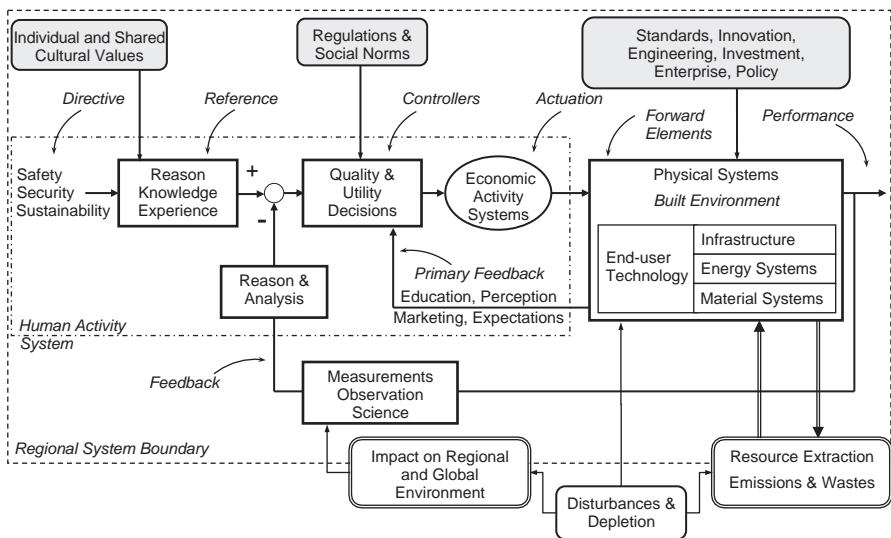 Individual and Shared
Cultural Values
Regulations &
Social Norms
Standards, Innovation,
Engineering, Investment,
Enterprise, Policy
Directive
Reference
Controllers
Actuation
Forward
Elements
Performance
Safety
Security
Sustainability
Reason
Knowledge
Experience
+
-
Quality &
Utility
Decisions
Economic
Activity
Systems
Physical Systems
Built Environment
End-user
Technology
Infrastructure
Energy Systems
Material Systems
Primary Feedback
Education, Perception
Marketing, Expectations
Reason &
Analysis
Human Activity
System
Feedback
Measurements
Observation
Science
Regional System Boundary
Impact on Regional
and Global
Environment
Disturbances &
Depletion
Resource Extraction
Emissions & Wastes